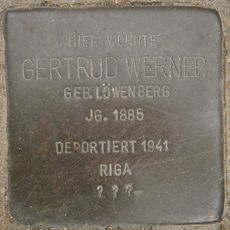 HIER WOHNTE
GERTRUD WERNER
GEB. LÖWENBERG
JG. 1885
DEPORTIERT 1941
RIGA
? ? ?